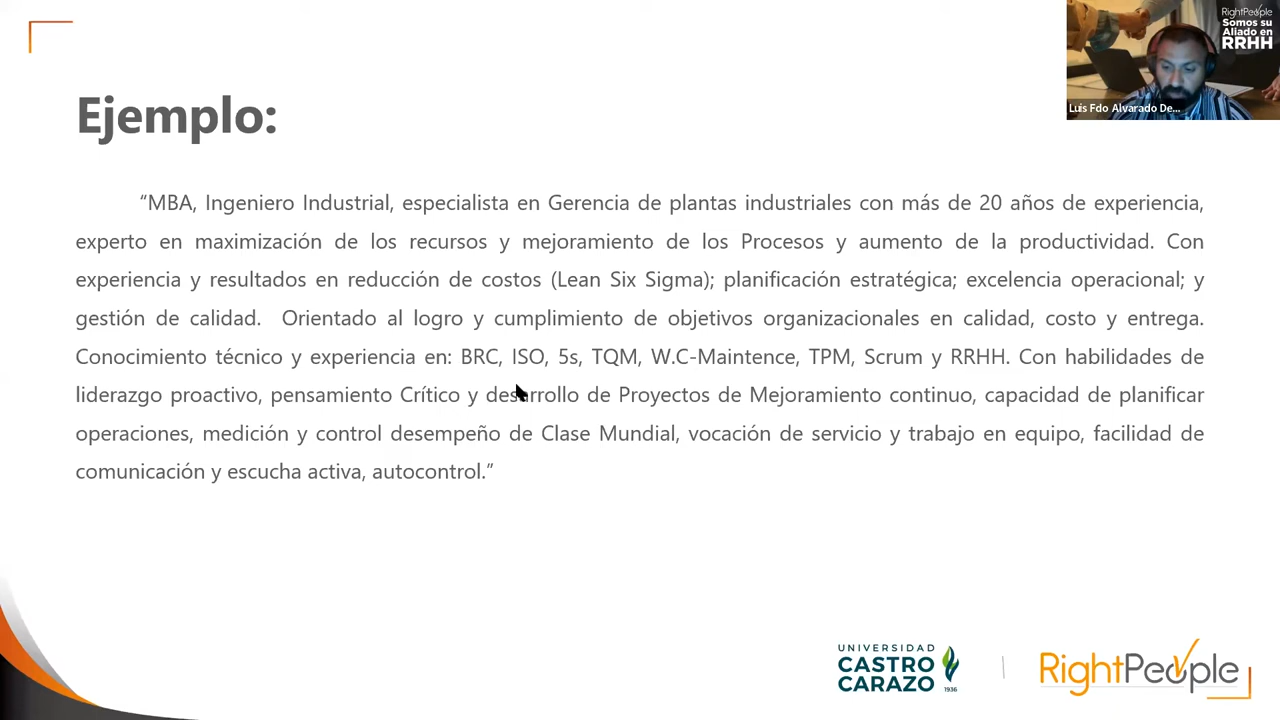 RightPeople
Somos su
Aliado en
RRHH
Luis Fdo Alvarado De...
Ejemplo:
“MBA, Ingeniero Industrial, especialista en Gerencia de plantas industriales con más de 20 años de experiencia,
experto en maximización de los recursos y mejoramiento de los Procesos y aumento de la productividad. Con
experiencia y resultados en reducción de costos (Lean Six Sigma); planificación estratégica; excelencia operacional; y
gestión de calidad. Orientado al logro y cumplimiento de objetivos organizacionales en calidad, costo y entrega.
Conocimiento técnico y experiencia en: BRC, ISO, 5s, TQM, W.C-Maintence, TPM, Scrum y RRHH. Con habilidades de
liderazgo proactivo, pensamiento Crítico y desarrollo de Proyectos de Mejoramiento continuo, capacidad de planificar
operaciones, medición y control desempeño de Clase Mundial, vocación de servicio y trabajo en equipo, facilidad de
comunicación y escucha activa, autocontrol.”
UNIVERSIDAD
CASTRO
CARAZO
1936
RightPeople